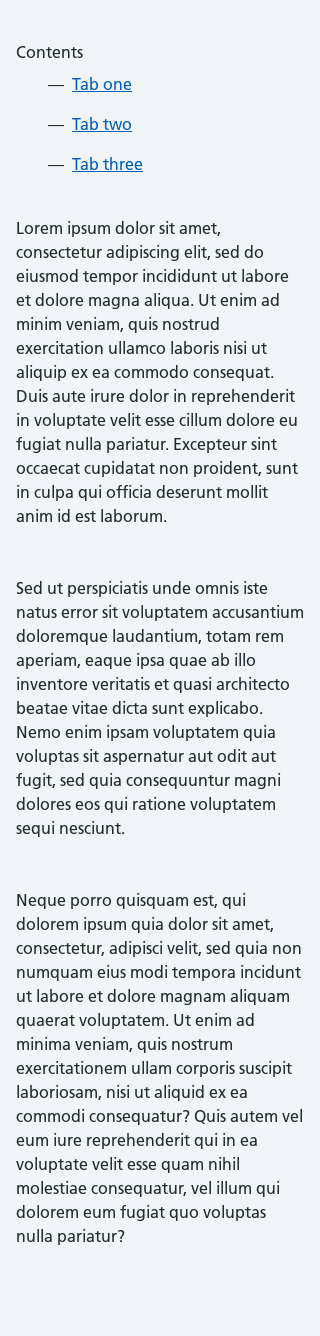 Contents
— Tab one
— Tab two
— Tab three
Lorem ipsum dolor sit amet,
consectetur adipiscing elit, sed do
eiusmod tempor incididunt ut labore
et dolore magna aliqua. Ut enim ad
minim veniam, quis nostrud
exercitation ullamco laboris nisi ut
aliquip ex ea commodo consequat.
Duis aute irure dolor in reprehenderit
in voluptate velit esse cillum dolore eu
fugiat nulla pariatur. Excepteur sint
occaecat cupidatat non proident, sunt
in culpa qui officia deserunt mollit
anim id est laborum.
Sed ut perspiciatis unde omnis iste
natus error sit voluptatem accusantium
doloremque laudantium, totam rem
aperiam, eaque ipsa quae ab illo
inventore veritatis et quasi architecto
beatae vitae dicta sunt explicabo.
Nemo enim ipsam voluptatem quia
voluptas sit aspernatur aut odit aut
fugit, sed quia consequuntur magni
dolores eos qui ratione voluptatem
sequi nesciunt.
Neque porro quisquam est, qui
dolorem ipsum quia dolor sit amet,
consectetur, adipisci velit, sed quia non
numquam eius modi tempora incidunt
ut labore et dolore magnam aliquam
quaerat voluptatem. Ut enim ad
minima veniam, quis nostrum
exercitationem ullam corporis suscipit
laboriosam, nisi ut aliquid ex ea
commodi consequatur? Quis autem vel
eum iure reprehenderit qui in ea
voluptate velit esse quam nihil
molestiae consequatur, vel illum qui
dolorem eum fugiat quo voluptas
nulla pariatur?